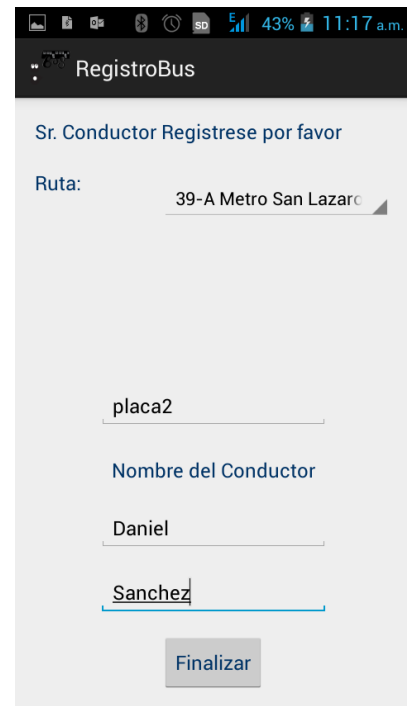 SD E 43% 11:17 a.m.
RegistroBus
Sr. Conductor Registrese por favor
Ruta:
39-A Metro San Lazaro
placa2
Nombre del Conductor
Daniel
Sanchez
Finalizar